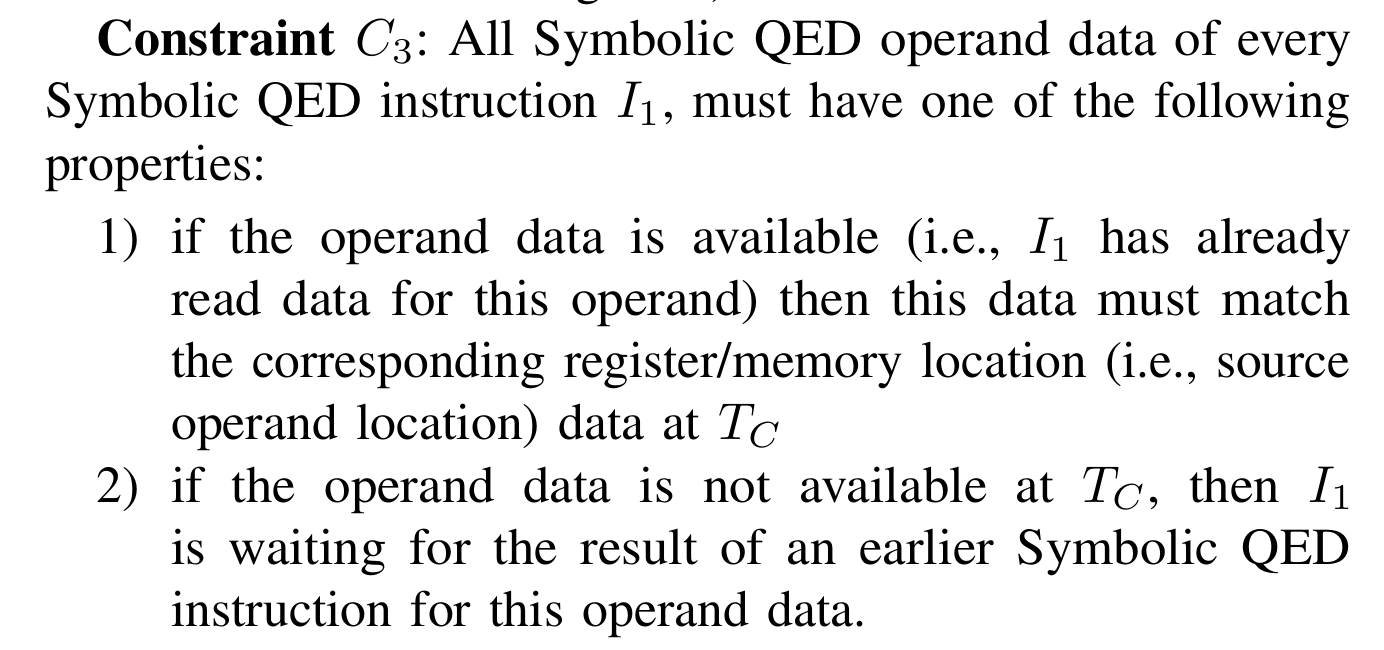 Constraint C₃: All Symbolic QED operand data of every
Symbolic QED instruction I₁, must have one of the following
properties:
1) if the operand data is available (i.e., I₁ has already
read data for this operand) then this data must match
the corresponding register/memory location (i.e., source
operand location) data at T_C
2) if the operand data is not available at T_C, then I₁
is waiting for the result of an earlier Symbolic QED
instruction for this operand data.